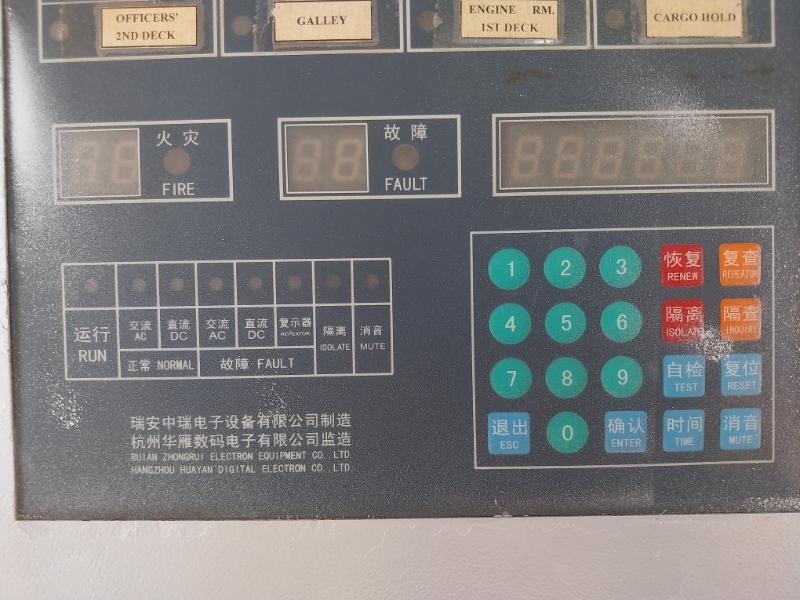 OFFICERS'
2ND DECK
GALLEY
ENGINE RM.
1ST DECK
CARGO HOLD
火灾
FIRE
故障
FAULT
运行
RUN
交流
AC
直流
DC
交流
AC
直流
DC
复示器
REPEATER
隔离
ISOLATE
消音
MUTE
正常 NORMAL
故障 FAULT
1
2
3
恢复
RENEW
复查
REPEATOR
4
5
6
隔离
ISOLATE
隔查
INQUIRY
7
8
9
自检
TEST
复位
RESET
退出
ESC
0
确认
ENTER
时间
TIME
消音
MUTE
瑞安中瑞电子设备有限公司制造
杭州华雁数码电子有限公司监造
RUIAN ZHONGRUI ELECTRON EQUIPMENT CO.,LTD
HANGZHOU HUAYAN DIGITAL ELECTRON CO.,LTD